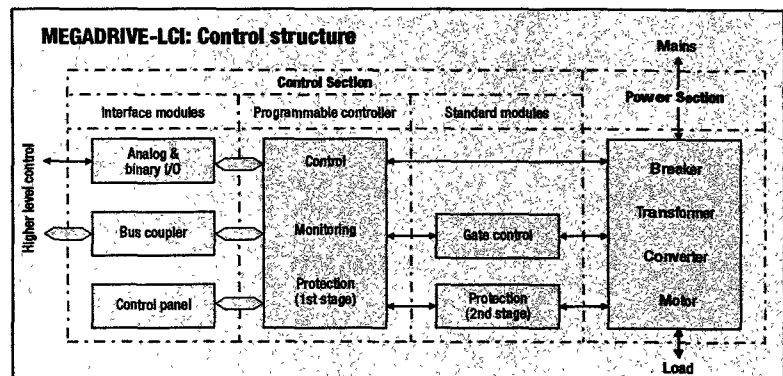 MEGADRIVE-LCI: Control structure
Mains
Control Section
Power Section
Interface modules
Programmable controller
Standard modules
Higher level control
Analog &
binary I/O
Control
Breaker
Transformer
Bus coupler
Monitoring
Gate control
Converter
Control panel
Protection
(1st stage)
Protection
(2nd stage)
Motor
Load